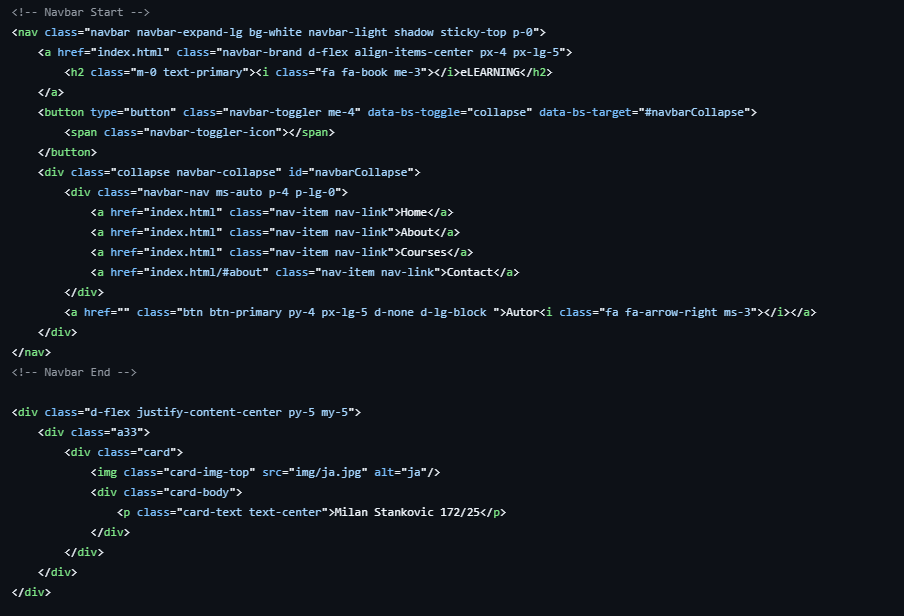 <!-- Navbar Start -->
<nav class="navbar navbar-expand-lg bg-white navbar-light shadow sticky-top p-0">
    <a href="index.html" class="navbar-brand d-flex align-items-center px-4 px-lg-5">
        <h2 class="m-0 text-primary"><i class="fa fa-book me-3"></i>eLEARNING</h2>
    </a>
    <button type="button" class="navbar-toggler me-4" data-bs-toggle="collapse" data-bs-target="#navbarCollapse">
        <span class="navbar-toggler-icon"></span>
    </button>
    <div class="collapse navbar-collapse" id="navbarCollapse">
        <div class="navbar-nav ms-auto p-4 p-lg-0">
            <a href="index.html" class="nav-item nav-link">Home</a>
            <a href="index.html" class="nav-item nav-link">About</a>
            <a href="index.html" class="nav-item nav-link">Courses</a>
            <a href="index.html/#about" class="nav-item nav-link">Contact</a>
        </div>
        <a href="" class="btn btn-primary py-4 px-lg-5 d-none d-lg-block ">Autor<i class="fa fa-arrow-right ms-3"></i></a>
    </div>
</nav>
<!-- Navbar End -->

<div class="d-flex justify-content-center py-5 my-5">
    <div class="a33">
        <div class="card">
            <img class="card-img-top" src="img/ja.jpg" alt="ja"/>
            <div class="card-body">
                <p class="card-text text-center">Milan Stankovic 172/25</p>
            </div>
        </div>
    </div>
</div>